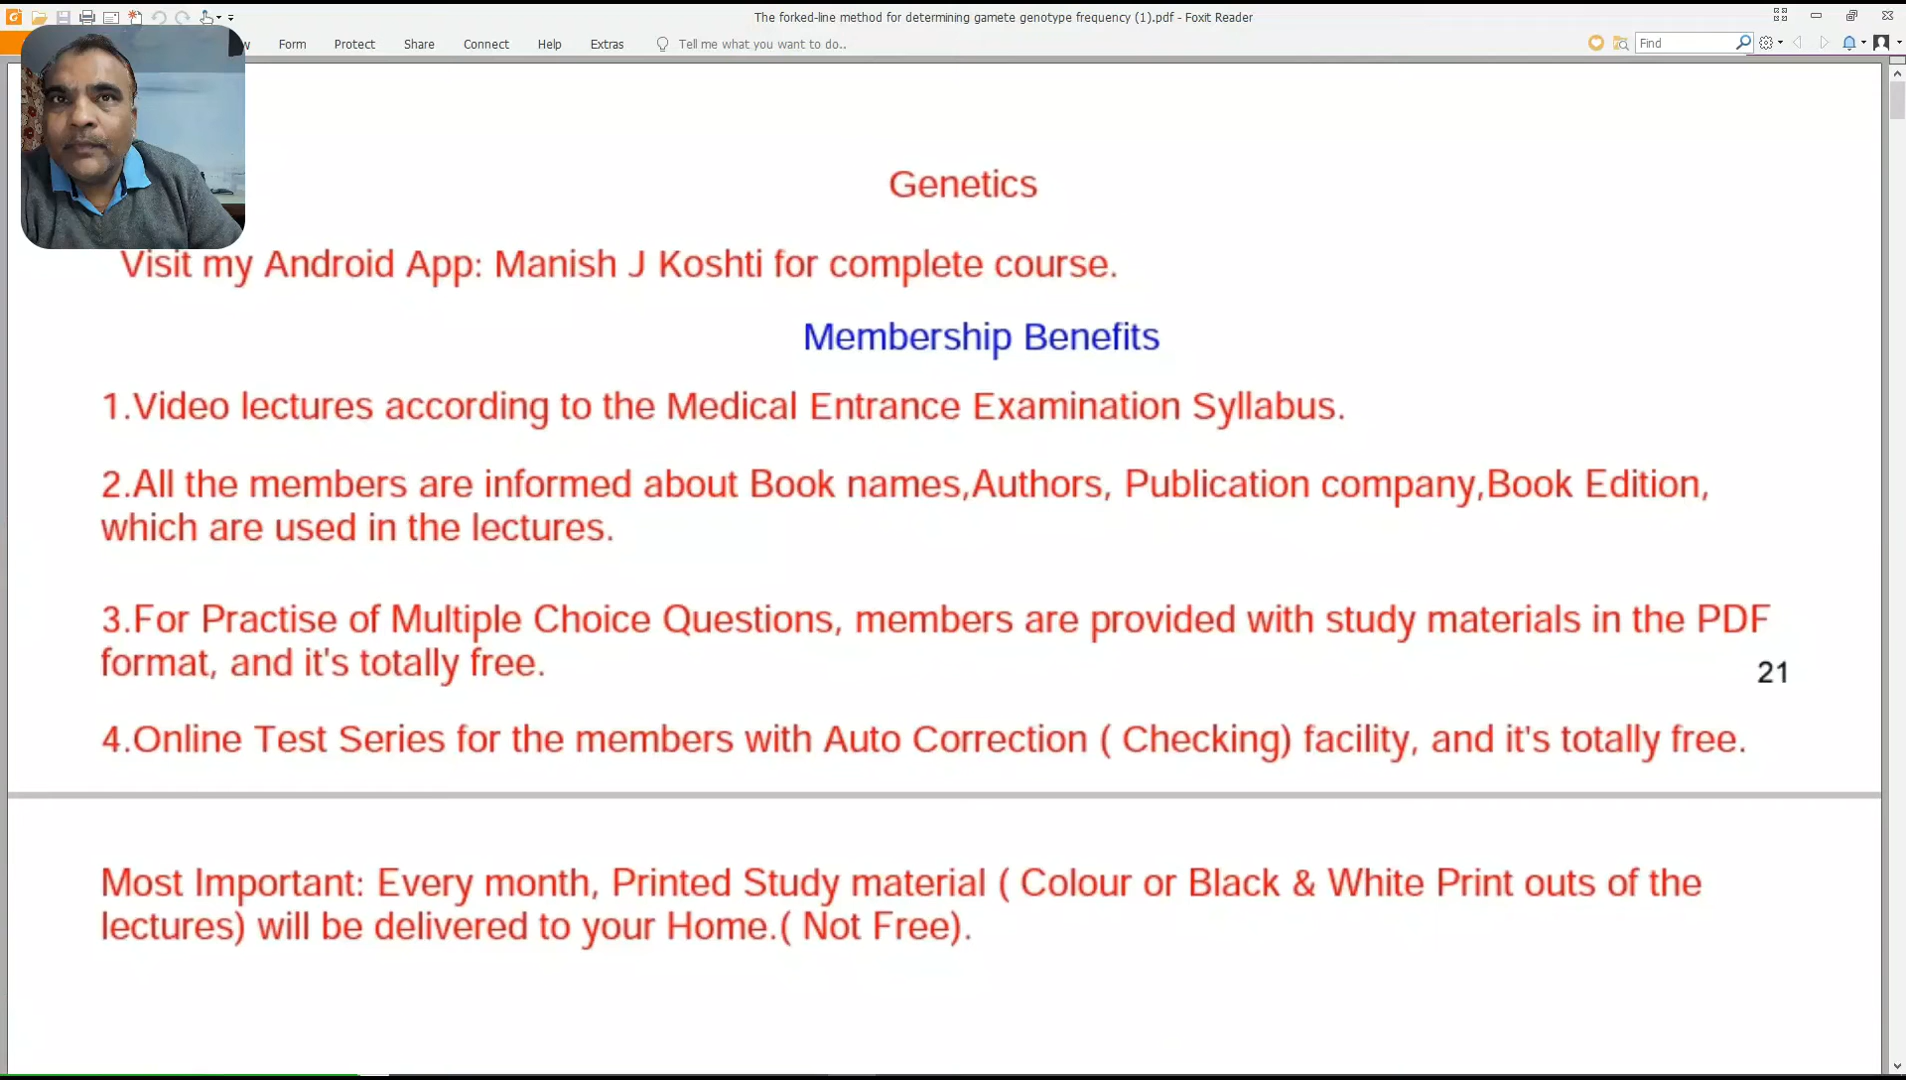 The forked-line method for determining gamete genotype frequency (1).pdf - Foxit Reader
Form Protect Share Connect Help Extras Tell me what you want to do.. Find
Genetics
Visit my Android App: Manish J Koshti for complete course.
Membership Benefits
1.Video lectures according to the Medical Entrance Examination Syllabus.
2.All the members are informed about Book names,Authors, Publication company,Book Edition,
which are used in the lectures.
3.For Practise of Multiple Choice Questions, members are provided with study materials in the PDF
format, and it's totally free.
21
4.Online Test Series for the members with Auto Correction ( Checking) facility, and it's totally free.
Most Important: Every month, Printed Study material ( Colour or Black & White Print outs of the
lectures) will be delivered to your Home.( Not Free).